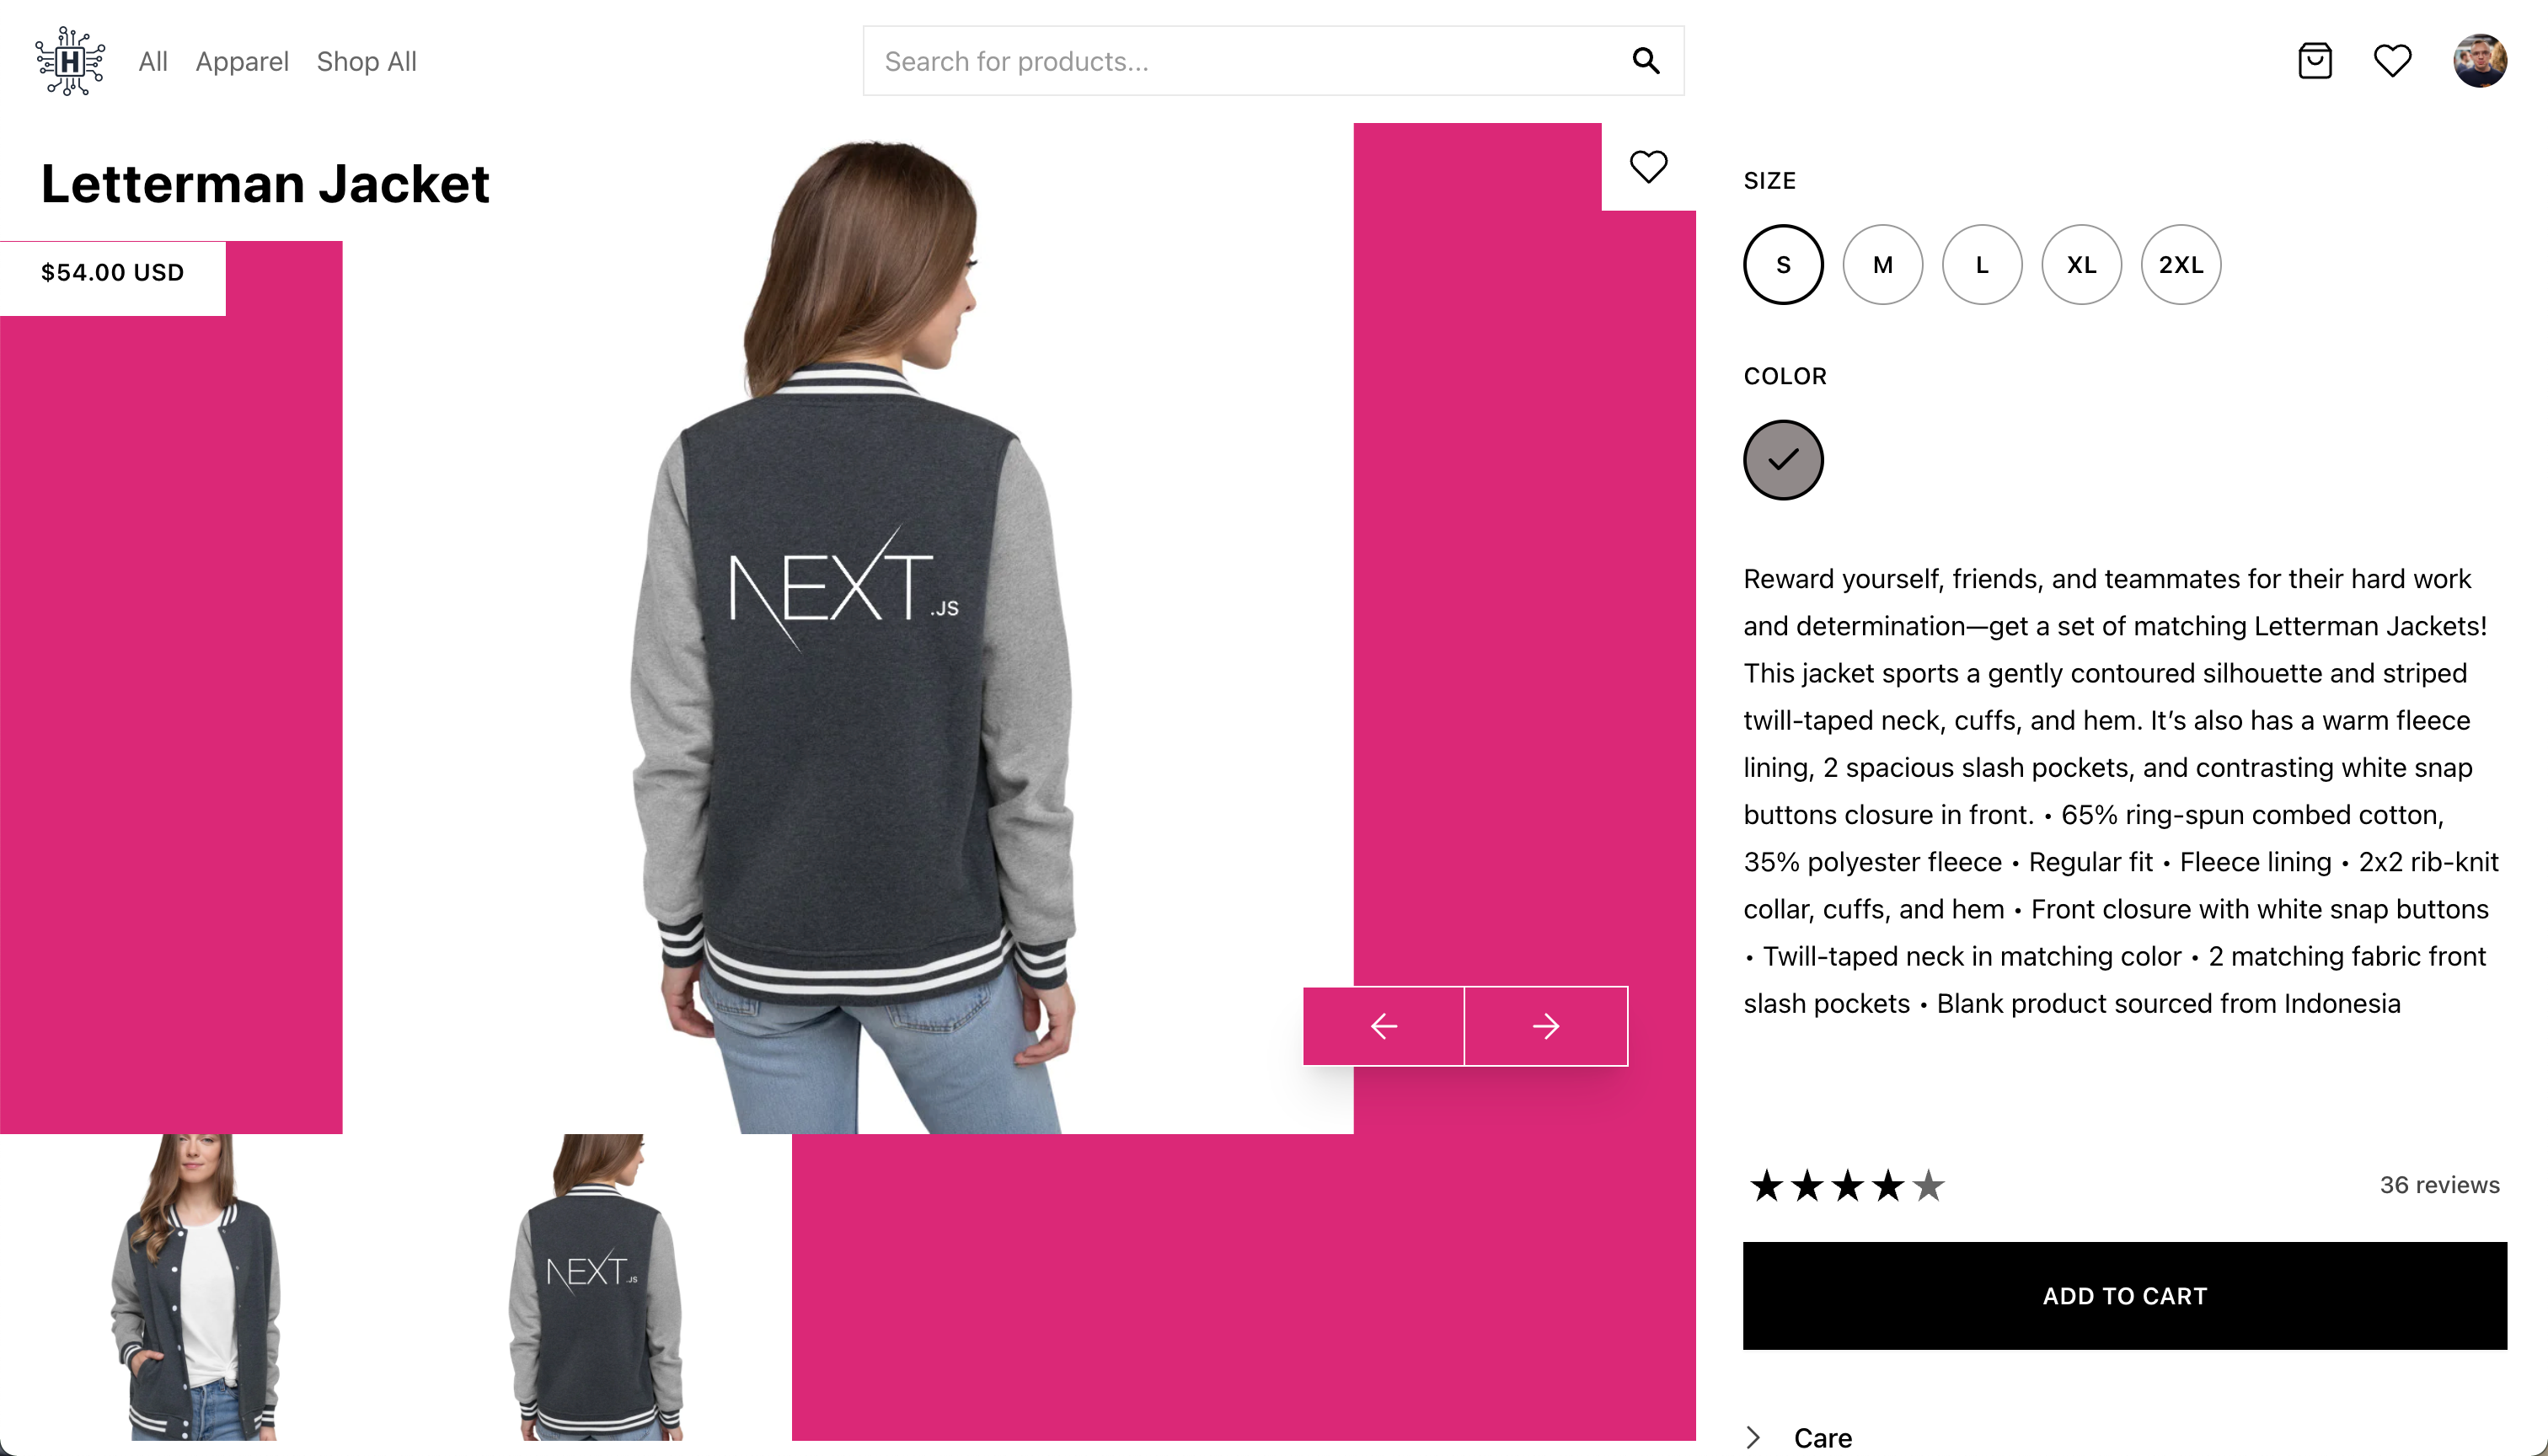 H
All
Apparel
Shop All
Search for products...
Letterman Jacket
$54.00 USD
NEXT.JS
NEXT.JS
SIZE
S
M
L
XL
2XL
COLOR
Reward yourself, friends, and teammates for their hard work
and determination—get a set of matching Letterman Jackets!
This jacket sports a gently contoured silhouette and striped
twill-taped neck, cuffs, and hem. It’s also has a warm fleece
lining, 2 spacious slash pockets, and contrasting white snap
buttons closure in front. • 65% ring-spun combed cotton,
35% polyester fleece • Regular fit • Fleece lining • 2x2 rib-knit
collar, cuffs, and hem • Front closure with white snap buttons
• Twill-taped neck in matching color • 2 matching fabric front
slash pockets • Blank product sourced from Indonesia
36 reviews
ADD TO CART
Care